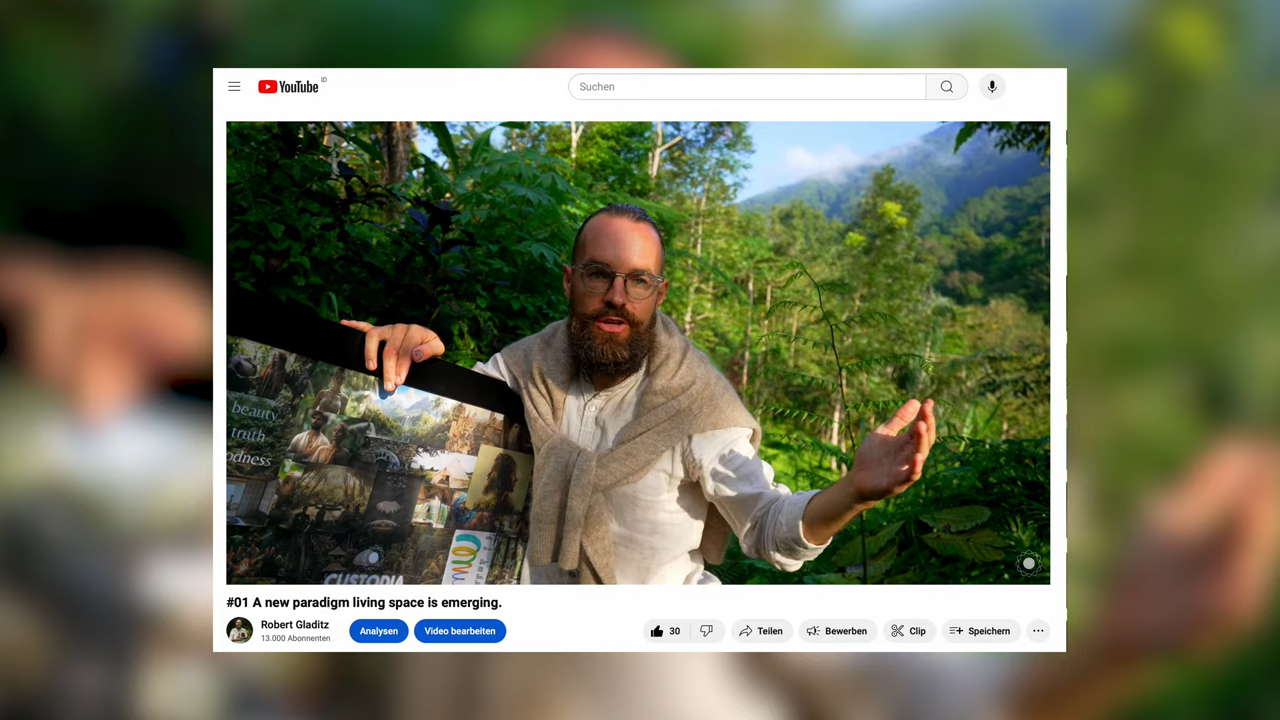 YouTube ID
Suchen
beauty
truth
odness
CUSTODIA
#01 A new paradigm living space is emerging.
Robert Gladitz
13.000 Abonnenten
Analysen
Video bearbeiten
30
Teilen
Bewerben
Clip
Speichern